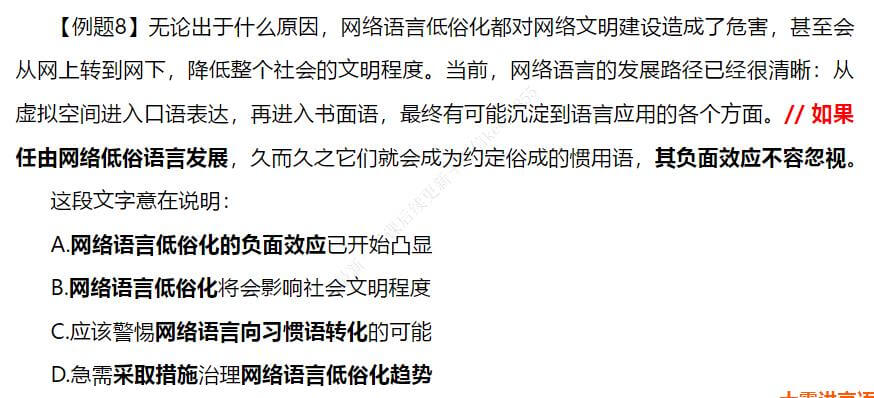 【例题8】无论出于什么原因，网络语言低俗化都对网络文明建设造成了危害，甚至会
从网上转到网下，降低整个社会的文明程度。当前，网络语言的发展路径已经很清晰：从
虚拟空间进入口语表达，再进入书面语，最终有可能沉淀到语言应用的各个方面。// 如果
任由网络低俗语言发展，久而久之它们就会成为约定俗成的惯用语，其负面效应不容忽视。
这段文字意在说明：
A.网络语言低俗化的负面效应已开始凸显
B.网络语言低俗化将会影响社会文明程度
C.应该警惕网络语言向习惯语转化的可能
D.急需采取措施治理网络语言低俗化趋势